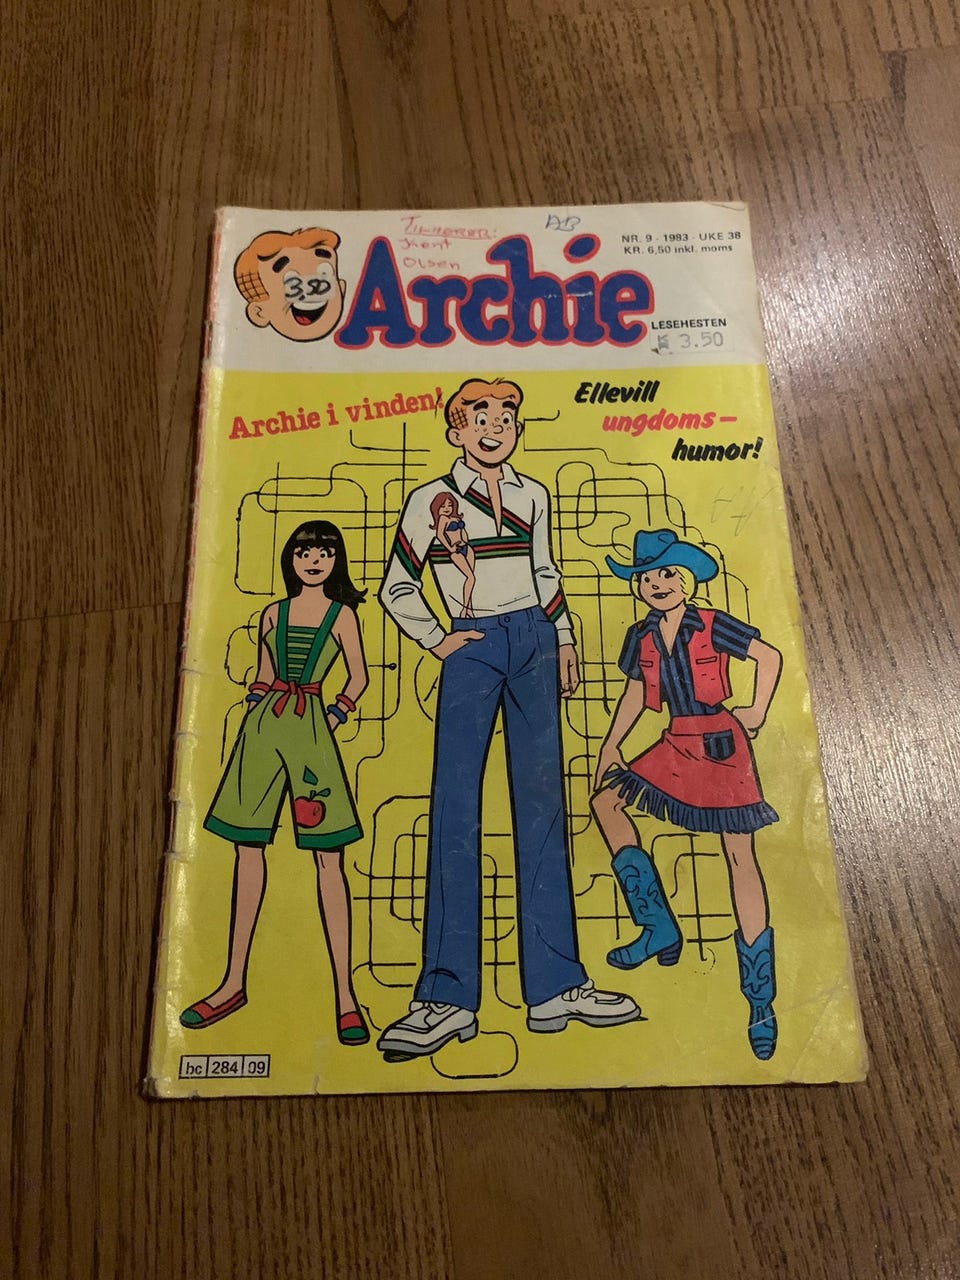 TILHØRER:
Kent
Olsen
AB
NR. 9 - 1983 - UKE 38
KR. 6,50 inkl. moms
3,50
Archie
LESEHESTEN
3.50
Archie i vinden!
Ellevill
ungdoms-
humor!
bc 284 09